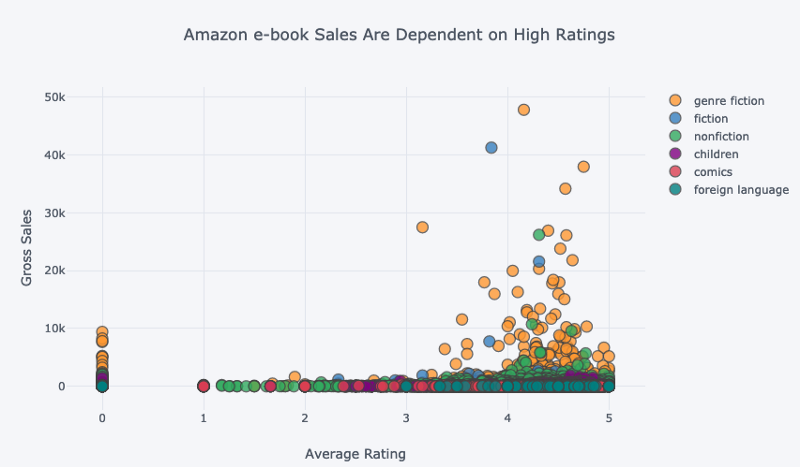 Amazon e-book Sales Are Dependent on High Ratings
50k
40k
30k
20k
10k
0
Gross Sales
0 1 2 3 4 5
Average Rating
genre fiction
fiction
nonfiction
children
comics
foreign language